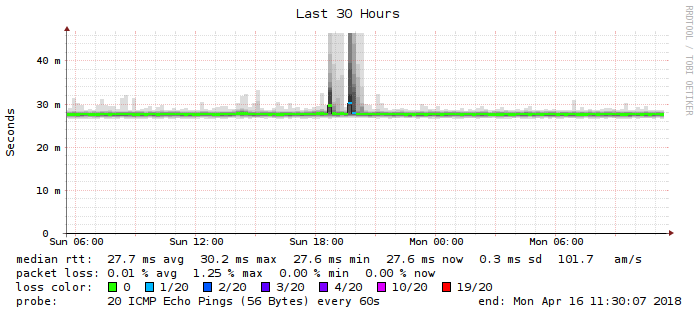 Last 30 Hours
RRDTOOL / TOBI OETIKER
Seconds
40 m
30 m
20 m
10 m
0
Sun 06:00 Sun 12:00 Sun 18:00 Mon 00:00 Mon 06:00
median rtt: 27.7 ms avg 30.2 ms max 27.6 ms min 27.6 ms now 0.3 ms sd 101.7 am/s
packet loss: 0.01 % avg 1.25 % max 0.00 % min 0.00 % now
loss color: 0 1/20 2/20 3/20 4/20 10/20 19/20
probe: 20 ICMP Echo Pings (56 Bytes) every 60s end: Mon Apr 16 11:30:07 2018